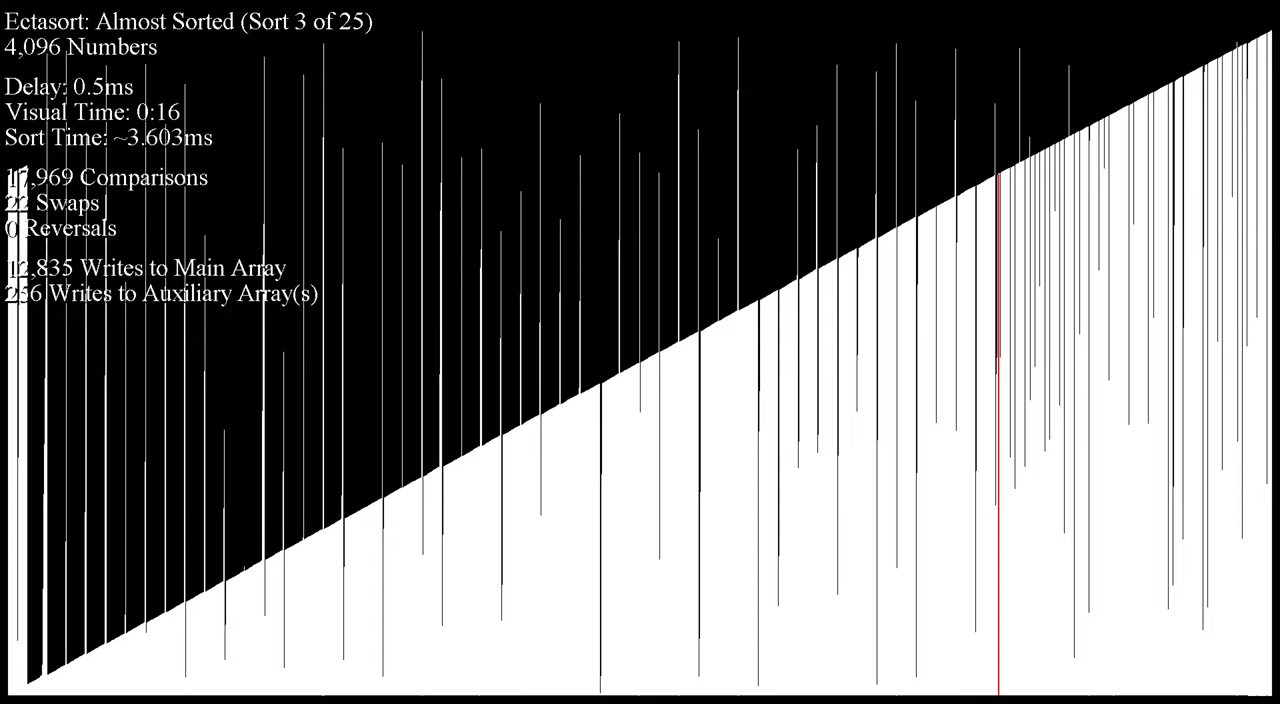 Ectasort: Almost Sorted (Sort 3 of 25)
4,096 Numbers
Delay: 0.5ms
Visual Time: 0:16
Sort Time: ~3.603ms
17,969 Comparisons
22 Swaps
0 Reversals
12,835 Writes to Main Array
256 Writes to Auxiliary Array(s)